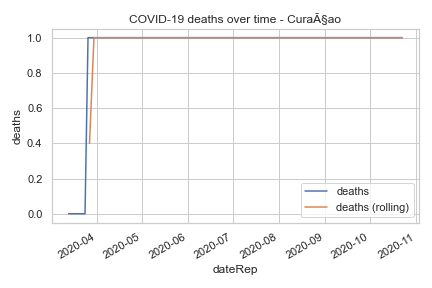 COVID-19 deaths over time - CuraÃ§ao
deaths
1.0
0.8
0.6
0.4
0.2
0.0
deaths
deaths (rolling)
2020-04
2020-05
2020-06
2020-07
2020-08
2020-09
2020-10
2020-11
dateRep